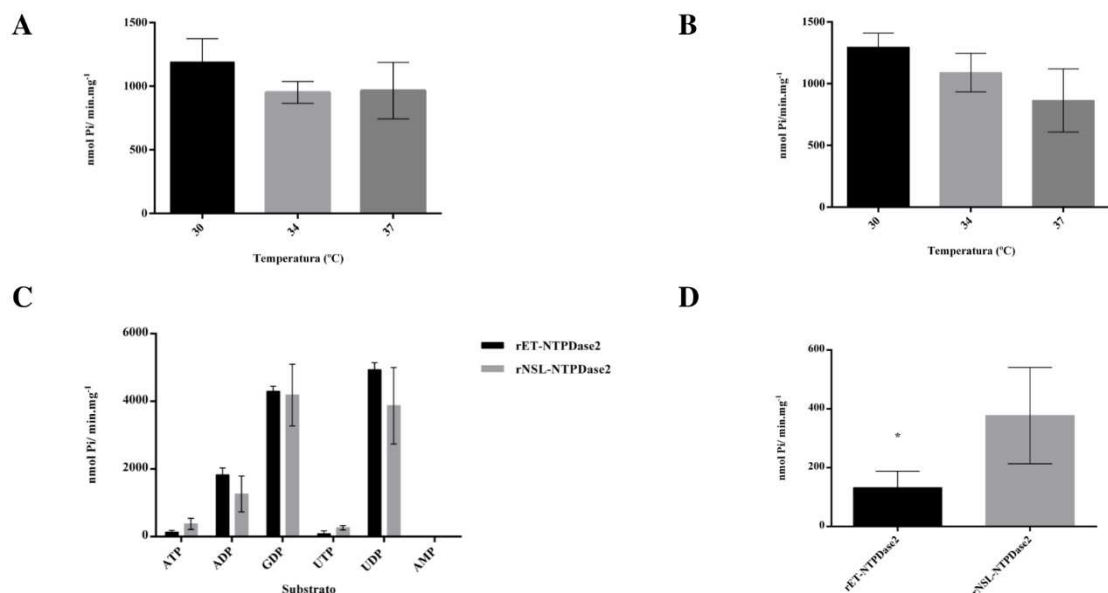 A
nmol Pi/ min.mg-1
1500
1000
500
0
30
34
37
Temperatura (ºC)
B
nmol Pi/min.mg-1
1500
1000
500
0
30
34
37
Temperatura (ºC)
C
nmol Pi/ min.mg-1
6000
4000
2000
0
ATP
ADP
GDP
UTP
UDP
AMP
Substrato
rET-NTPDase2
rNSL-NTPDase2
D
nmol Pi/ min.mg-1
600
400
200
0
*
rET-NTPDase2
rNSL-NTPDase2